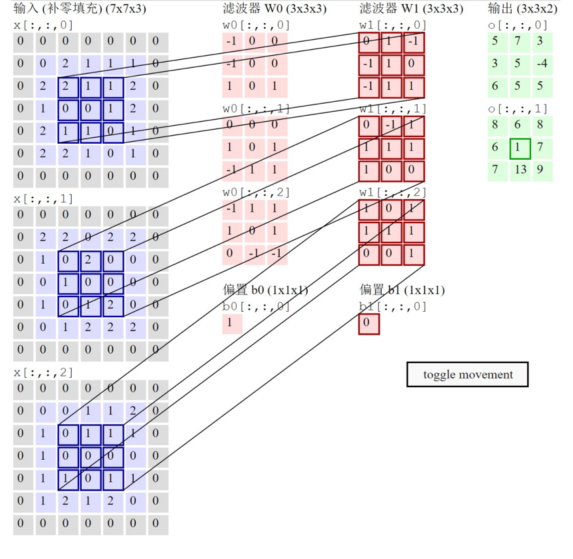 输入 (补零填充) (7x7x3)
x[:,:,0]
0 0 0 0 0 0 0
0 0 2 1 1 1 0
0 2 2 1 1 2 0
0 1 0 0 1 2 0
0 2 1 1 0 1 0
0 2 2 1 0 1 0
0 0 0 0 0 0 0
x[:,:,1]
0 0 0 0 0 0 0
0 2 2 0 2 2 0
0 1 0 2 0 0 0
0 0 1 0 0 0 0
0 1 0 1 2 0 0
0 0 1 2 2 2 0
0 0 0 0 0 0 0
x[:,:,2]
0 0 0 0 0 0 0
0 0 0 1 1 2 0
0 1 0 1 1 1 0
0 1 0 0 0 0 0
0 1 1 0 1 1 0
0 1 2 1 2 0 0
0 0 0 0 0 0 0
滤波器 W0 (3x3x3)
w0[:,:,0]
-1 0 0
-1 0 0
1 0 1
w0[:,:,1]
0 0 0
1 0 1
-1 1 1
w0[:,:,2]
-1 1 1
1 0 1
0 -1 -1
偏置 b0 (1x1x1)
b0[:,:,0]
1
滤波器 W1 (3x3x3)
w1[:,:,0]
0 1 -1
-1 1 0
-1 1 1
w1[:,:,1]
0 -1 1
1 1 1
1 0 0
w1[:,:,2]
1 0 1
1 1 1
0 0 1
偏置 b1 (1x1x1)
b1[:,:,0]
0
输出 (3x3x2)
o[:,:,0]
5 7 3
3 5 -4
6 5 5
o[:,:,1]
8 6 8
6 1 7
7 13 9
toggle movement